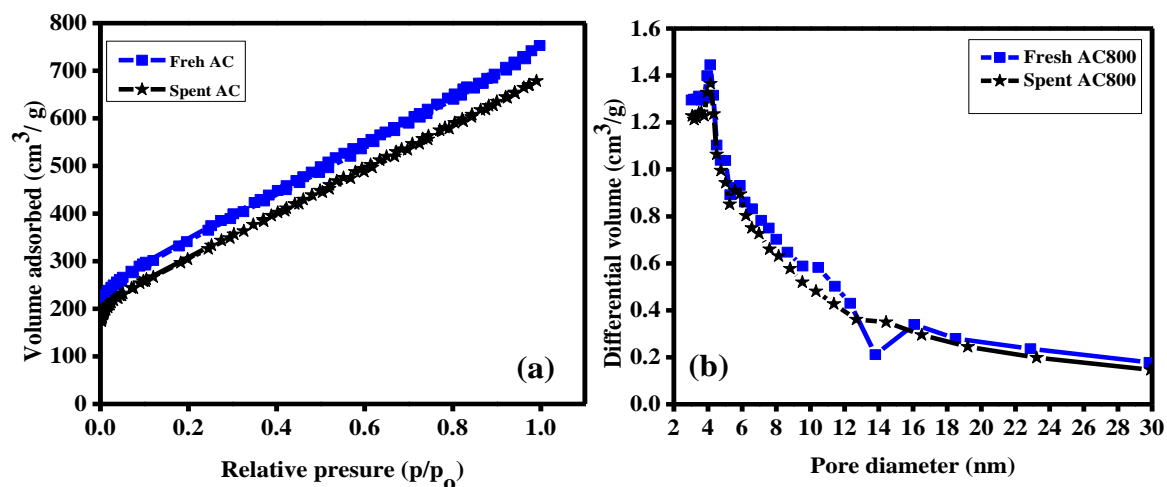 800
700
600
500
400
300
200
100
0
Volume adsorbed (cm³/ g)
Freh AC
Spent AC
(a)
0.0 0.2 0.4 0.6 0.8 1.0
Relative presure (p/pₒ)
1.6
1.4
1.2
1.0
0.8
0.6
0.4
0.2
0.0
Differential volume (cm³/g)
Fresh AC800
Spent AC800
(b)
2 4 6 8 10 12 14 16 18 20 22 24 26 28 30
Pore diameter (nm)